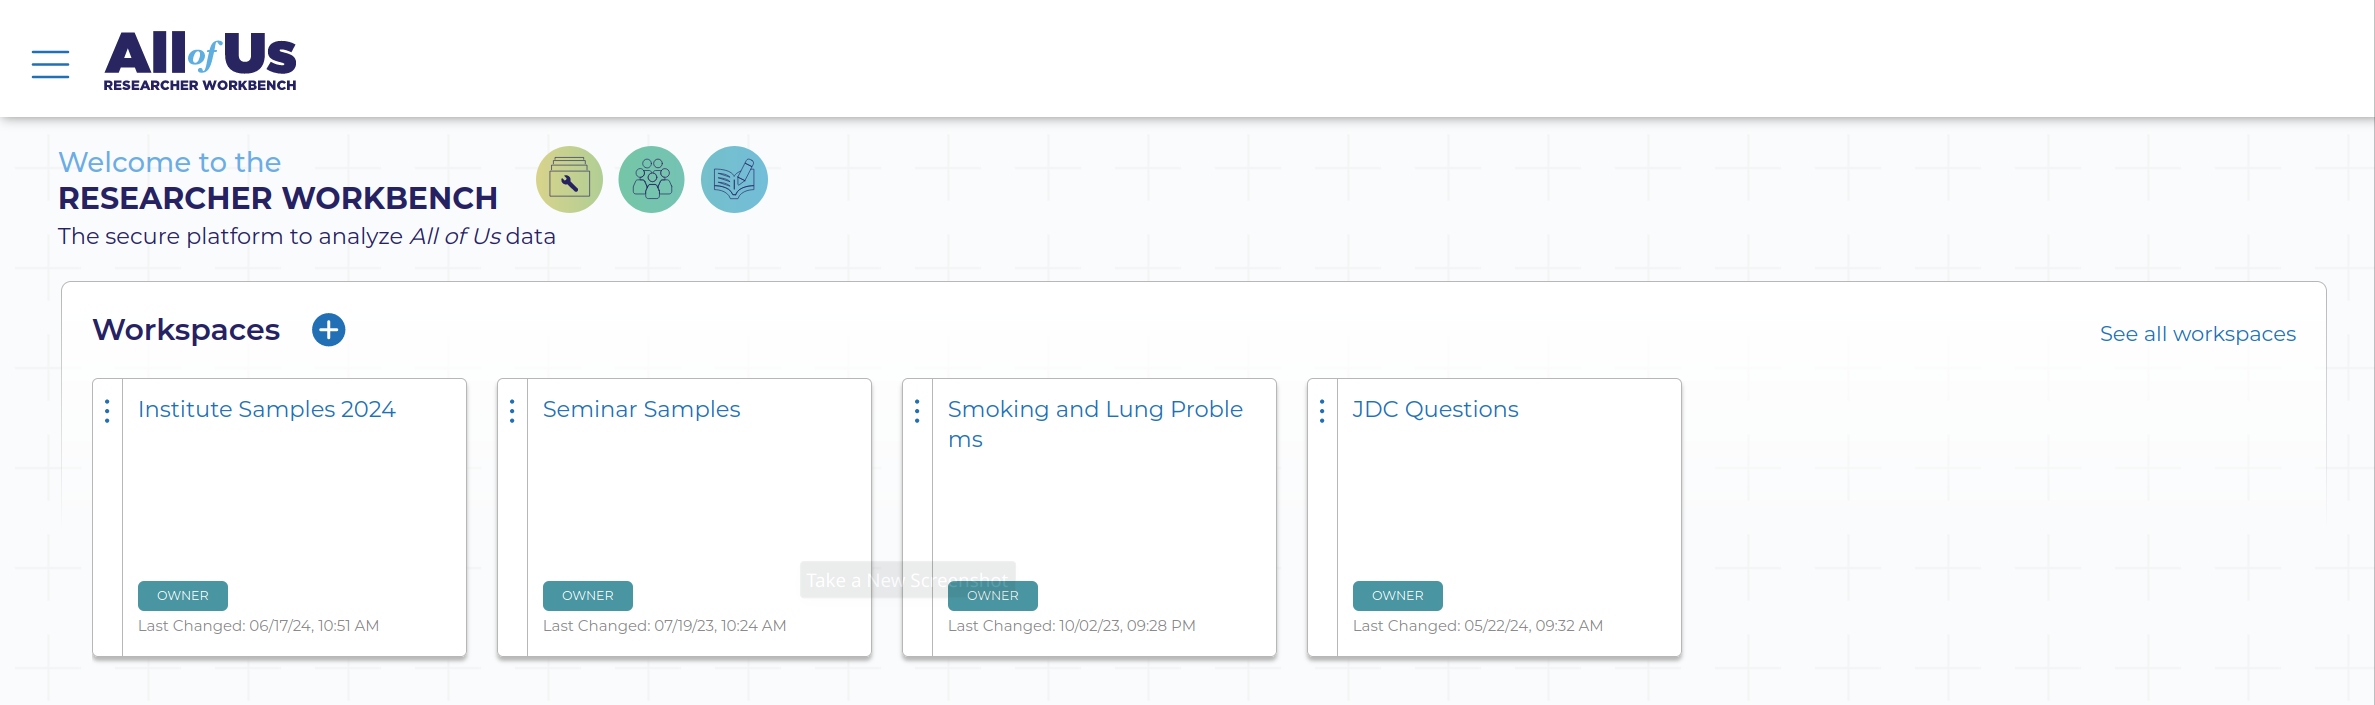 All of Us
RESEARCHER WORKBENCH
Welcome to the
RESEARCHER WORKBENCH
The secure platform to analyze All of Us data
Workspaces
See all workspaces
Institute Samples 2024
OWNER
Last Changed: 06/17/24, 10:51 AM
Seminar Samples
OWNER
Last Changed: 07/19/23, 10:24 AM
Smoking and Lung Proble
ms
Take a New Screenshot
OWNER
Last Changed: 10/02/23, 09:28 PM
JDC Questions
OWNER
Last Changed: 05/22/24, 09:32 AM